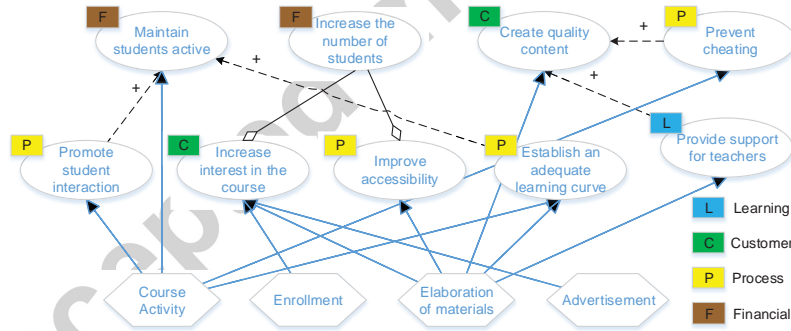 F
Maintain
students active
F
Increase the
number of
students
C
Create quality
content
P
Prevent
cheating
+
+
+
+
P
Promote
student
interaction
C
Increase
interest in the
course
P
Improve
accessibility
P
Establish an
adequate
learning curve
L
Provide support
for teachers
L Learning
C Customer
P Process
F Financial
Course
Activity
Enrollment
Elaboration
of materials
Advertisement